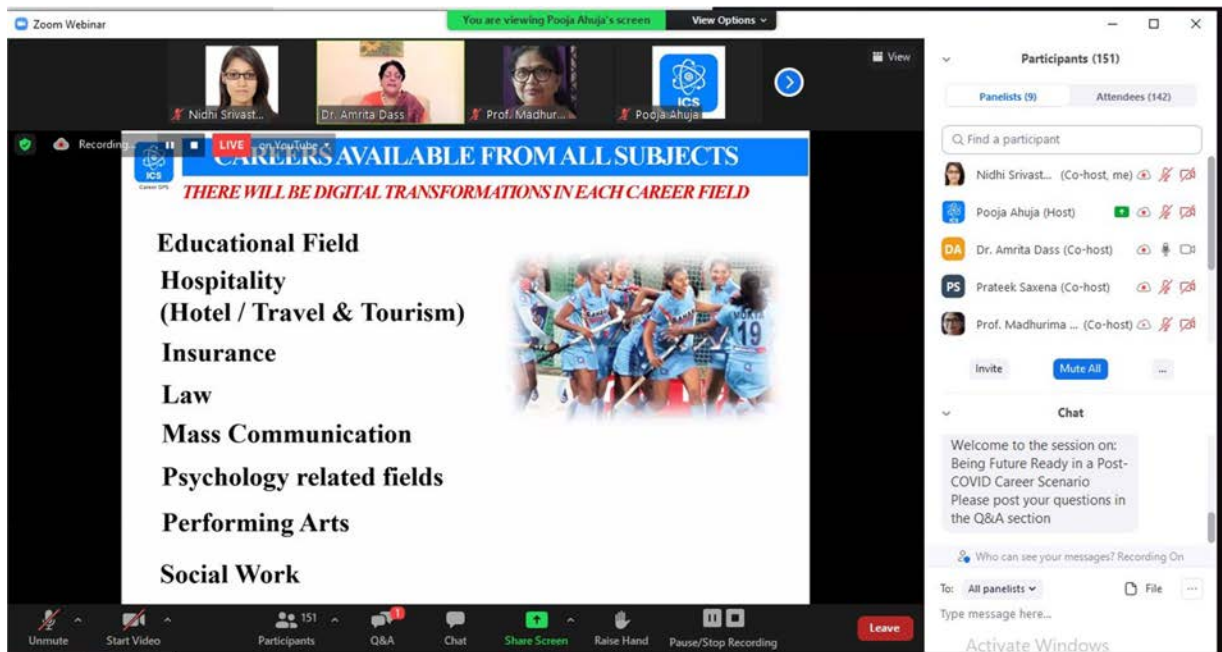 Zoom Webinar
You are viewing Pooja Ahuja's screen
View Options
View
Nidhi Srivast...
Dr. Amrita Dass
Prof. Madhur...
ICS
Pooja Ahuja
Recording...
LIVE
on YouTube
ICS
Career GPS
CAREERS AVAILABLE FROM ALL SUBJECTS
THERE WILL BE DIGITAL TRANSFORMATIONS IN EACH CAREER FIELD
Educational Field
Hospitality
(Hotel / Travel & Tourism)
Insurance
Law
Mass Communication
Psychology related fields
Performing Arts
Social Work
19
Unmute
Start Video
151
Participants
1
Q&A
Chat
Share Screen
Raise Hand
Pause/Stop Recording
Leave
Participants (151)
Panelists (9)
Attendees (142)
Find a participant
Nidhi Srivast... (Co-host, me)
Pooja Ahuja (Host)
DA
Dr. Amrita Dass (Co-host)
PS
Prateek Saxena (Co-host)
Prof. Madhurima ... (Co-host)
Invite
Mute All
...
Chat
Welcome to the session on:
Being Future Ready in a Post-
COVID Career Scenario
Please post your questions in
the Q&A section
Who can see your messages? Recording On
To: All panelists
File
...
Type message here...
Activate Windows